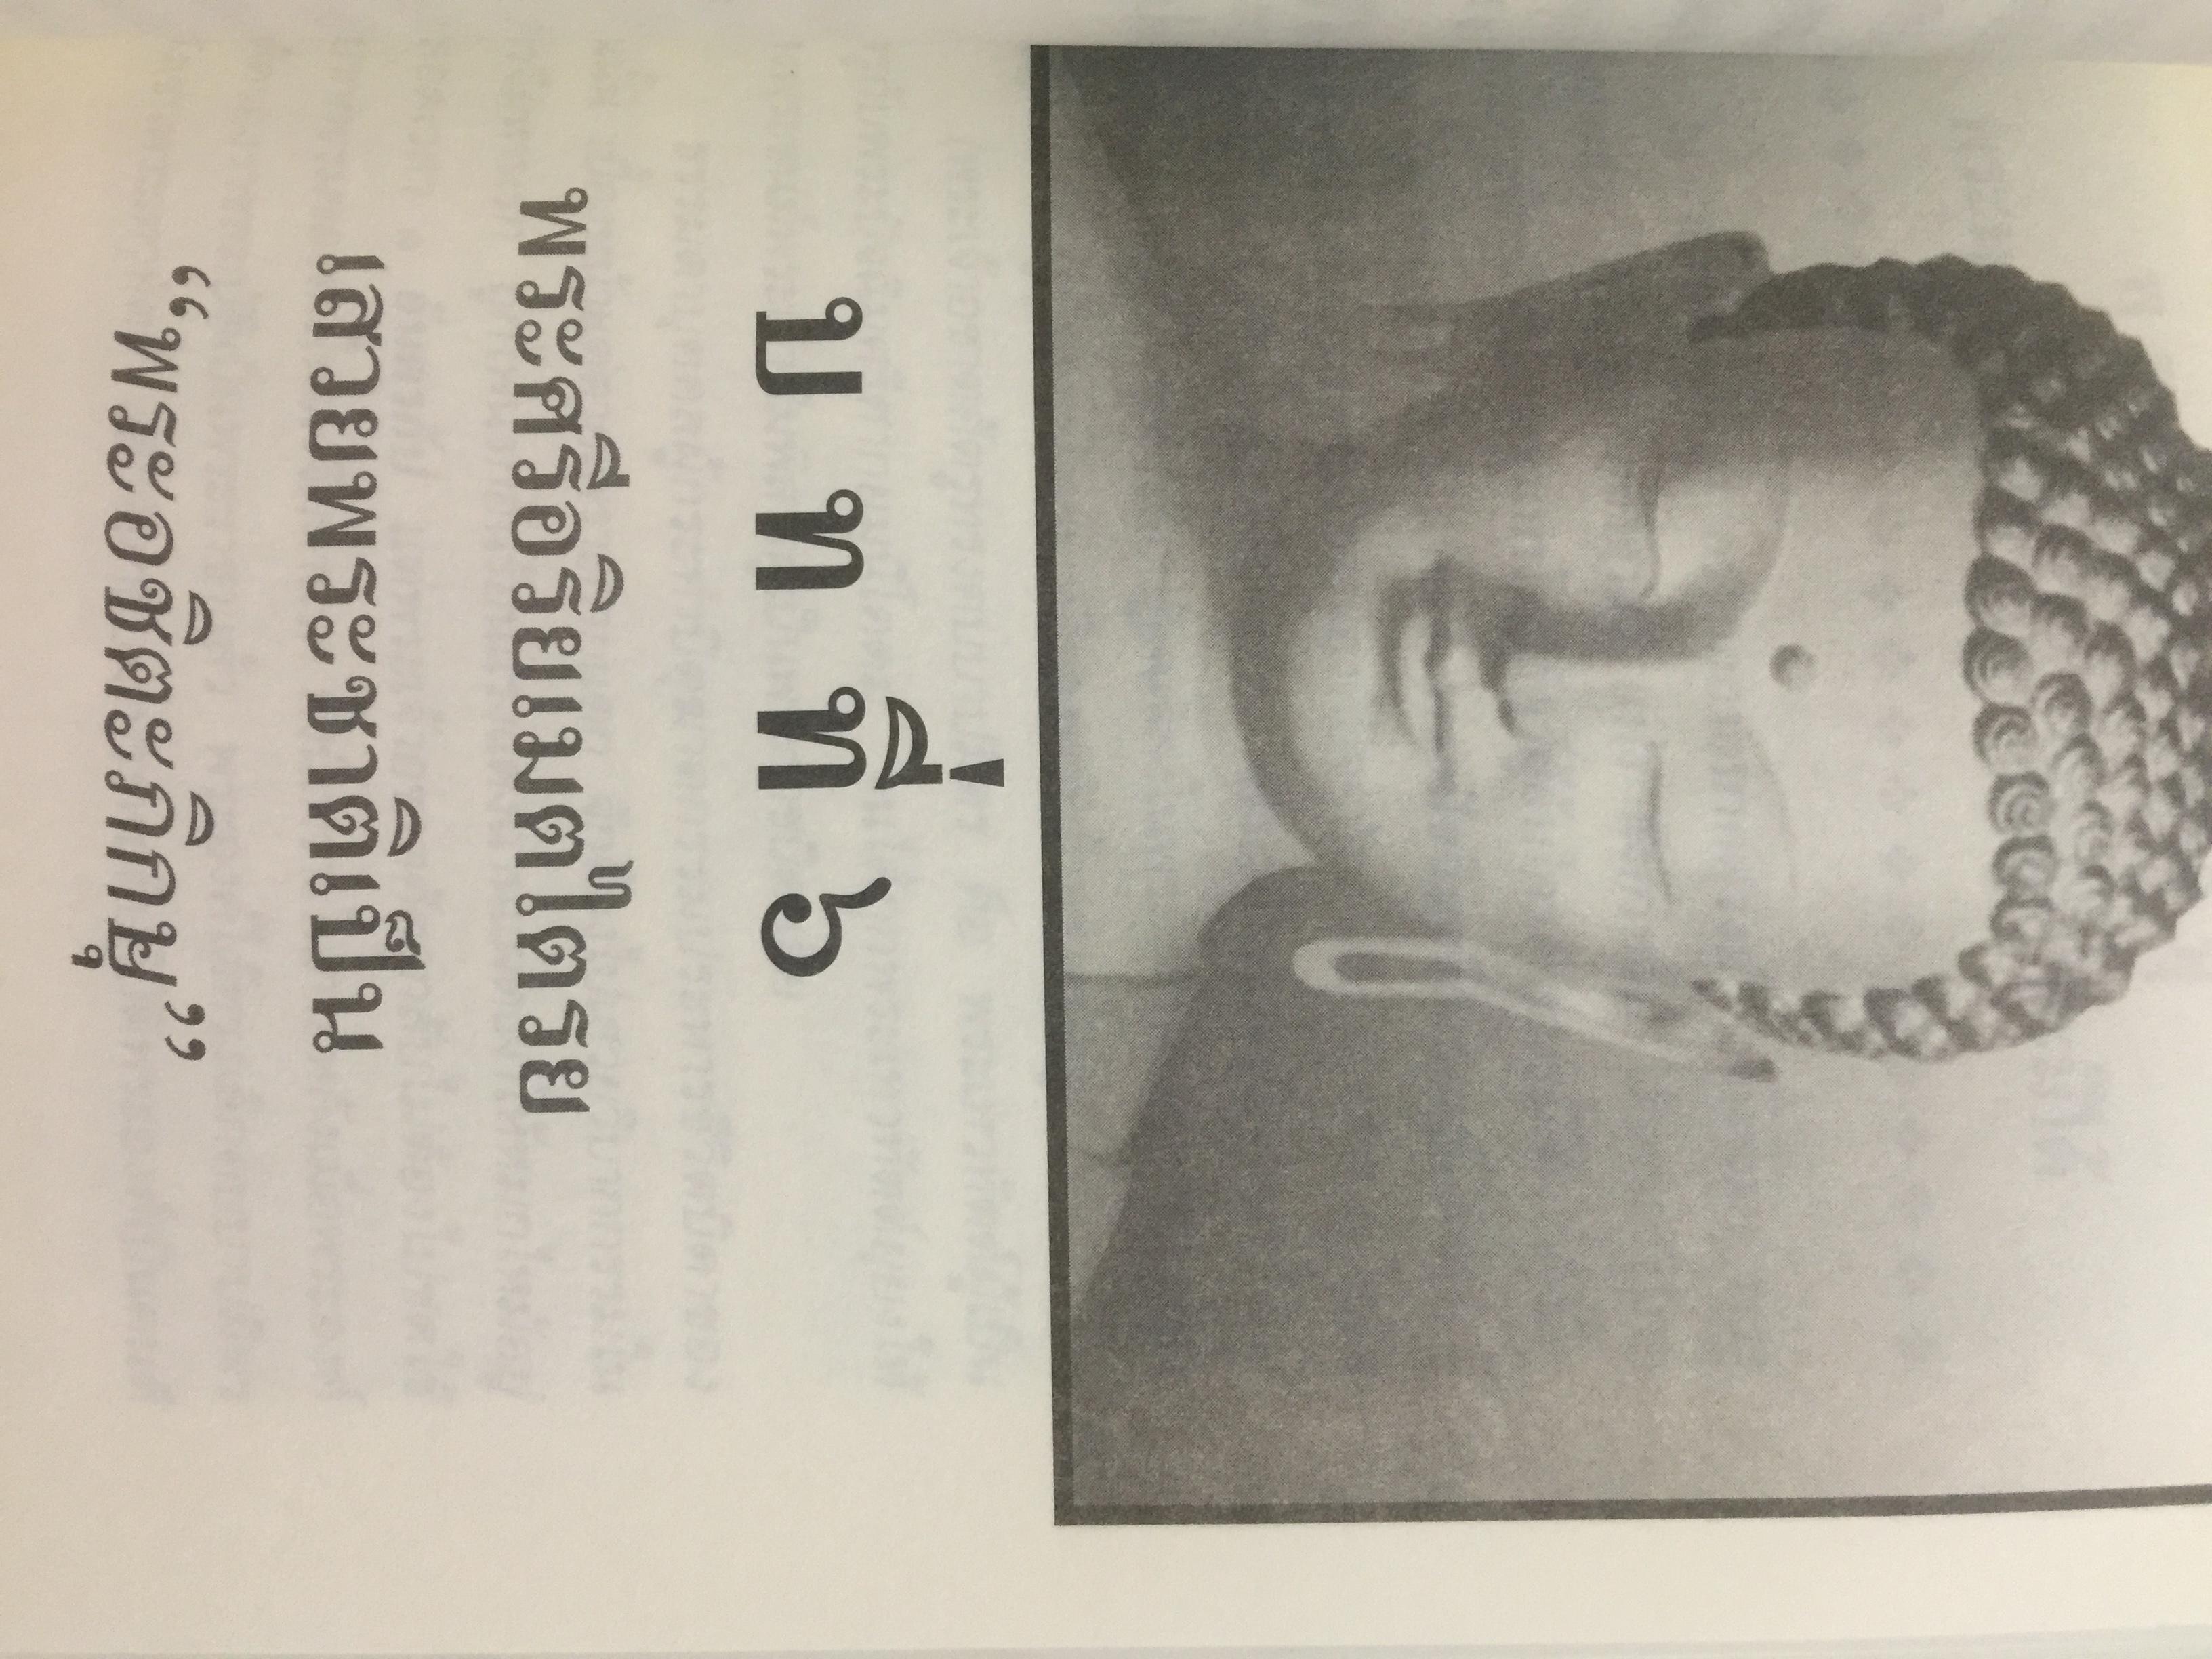 บทที่ ๖
พระศรีอริยเมตไตรย
เสวยพระชาติเป็น
“พระอชิตะภิกษุ”